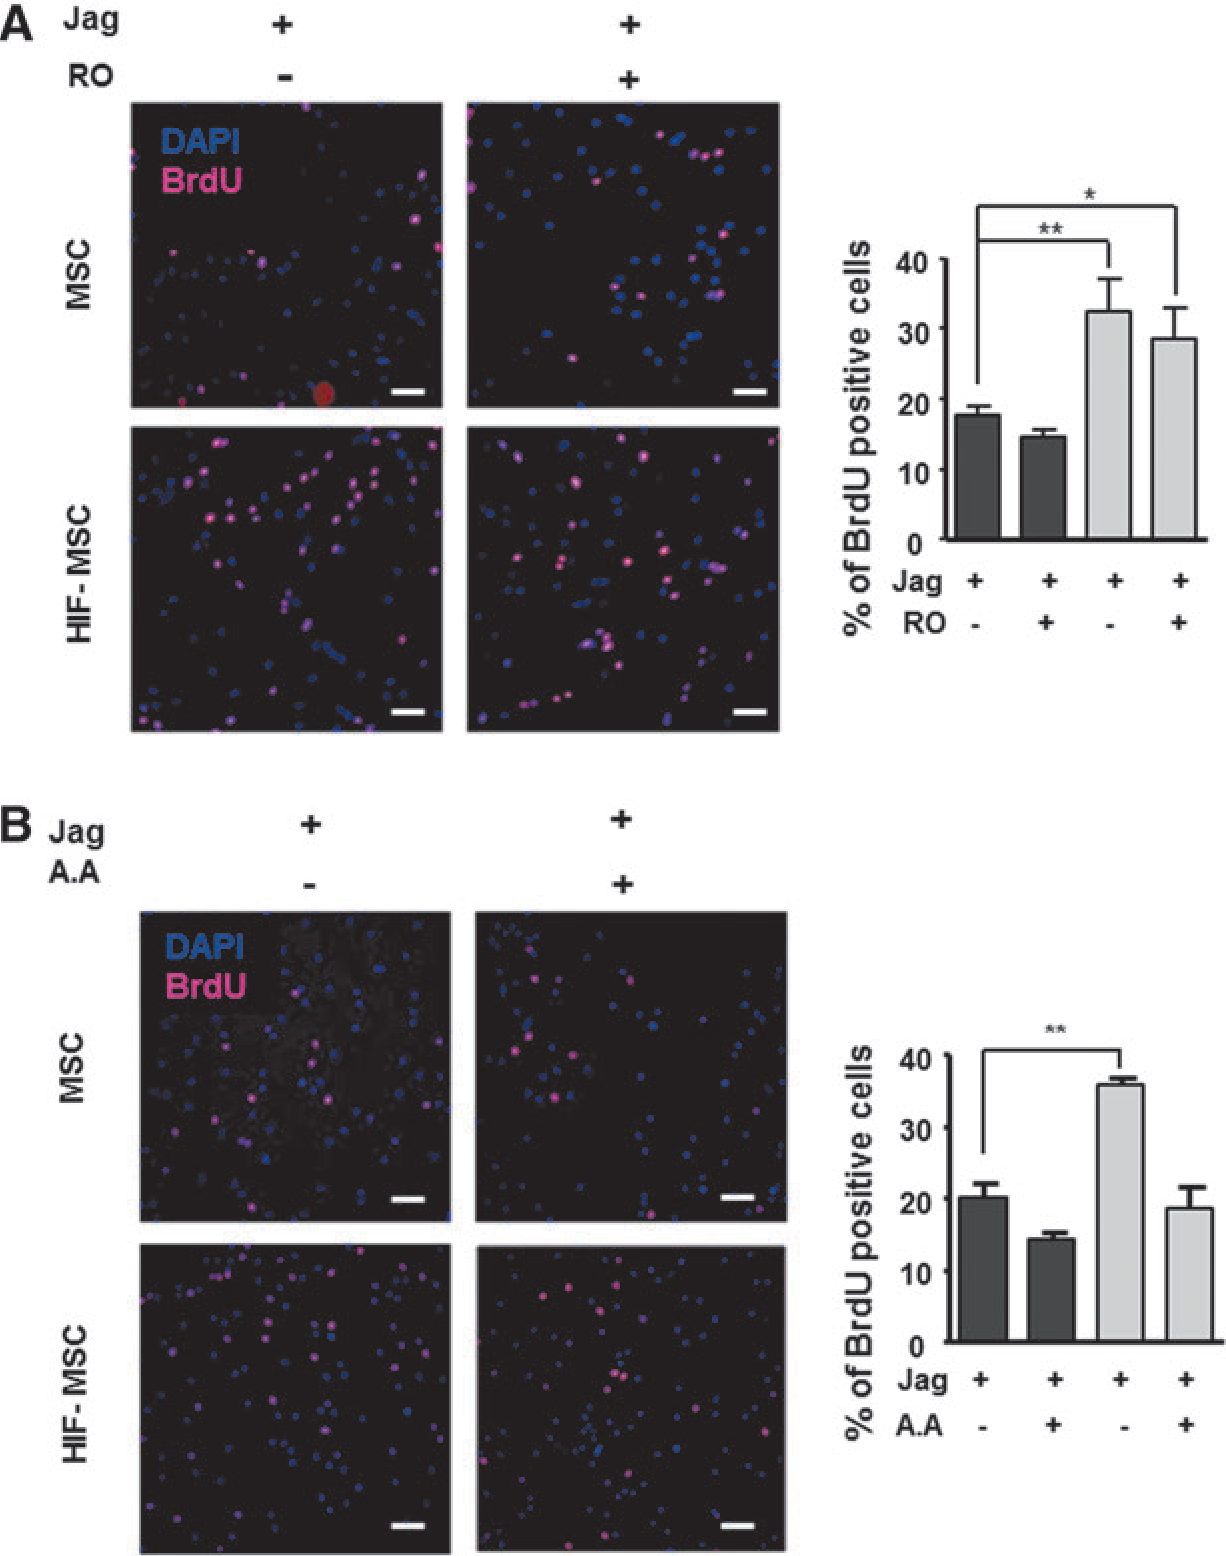 A
Jag + +
RO - +
DAPI
BrdU
MSC
HIF- MSC
% of BrdU positive cells
*
**
40
30
20
10
0
Jag + + + +
RO - + - +
B
Jag + +
A.A - +
DAPI
BrdU
MSC
HIF- MSC
% of BrdU positive cells
**
40
30
20
10
0
Jag + + + +
A.A - + - +